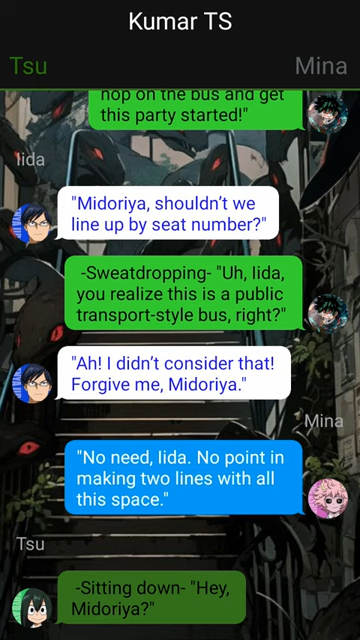 Kumar TS
Tsu
Mina
hop on the bus and get
this party started!"
Iida
"Midoriya, shouldn't we
line up by seat number?"
-Sweatdropping- "Uh, Iida,
you realize this is a public
transport-style bus, right?"
"Ah! I didn't consider that!
Forgive me, Midoriya."
Mina
"No need, Iida. No point in
making two lines with all
this space."
Tsu
-Sitting down- "Hey,
Midoriya?"